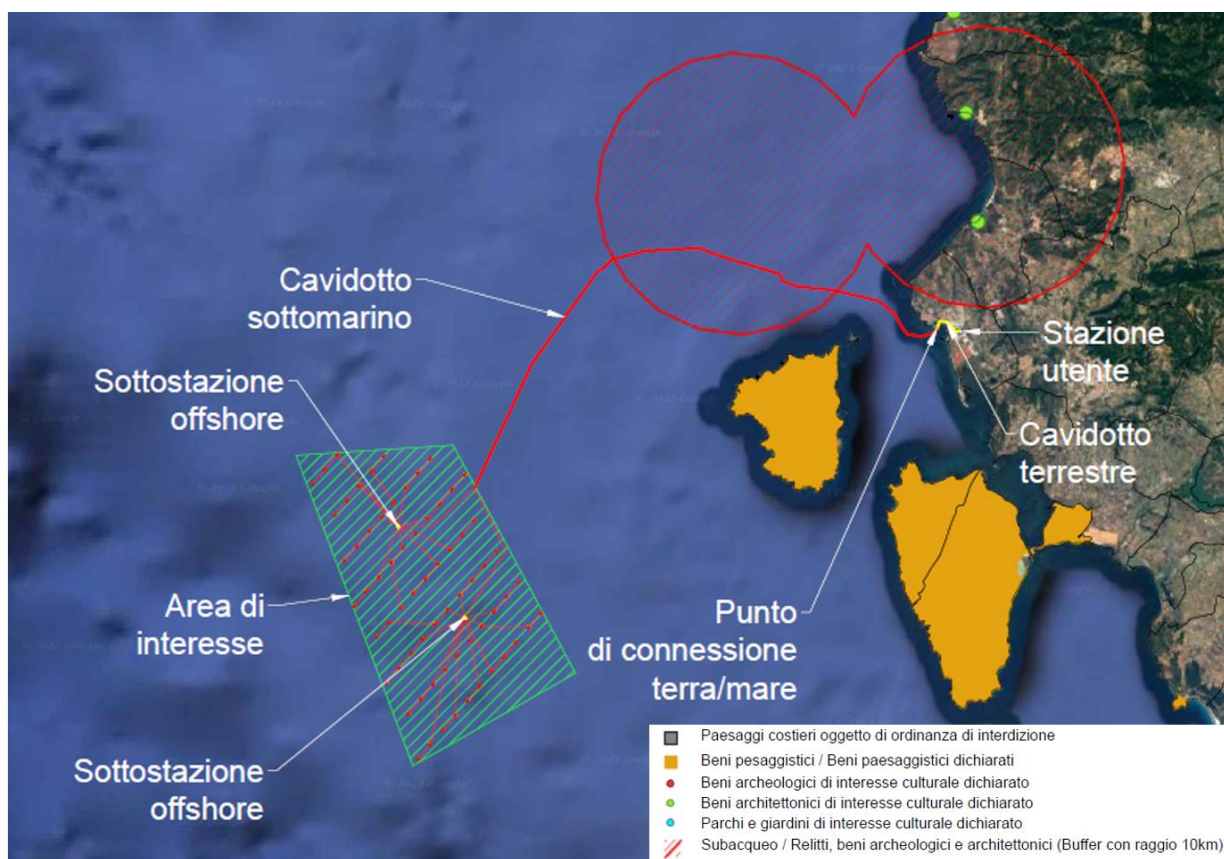 Cavidotto
sottomarino
Sottostazione
offshore
Stazione
utente
Cavidotto
terrestre
Area di
interesse
Punto
di connessione
terra/mare
Sottostazione
offshore
Paesaggi costieri oggetto di ordinanza di interdizione
Beni pesaggistici / Beni paesaggistici dichiarati
Beni archeologici di interesse culturale dichiarato
Beni architettonici di interesse culturale dichiarato
Parchi e giardini di interesse culturale dichiarato
Subacqueo / Relitti, beni archeologici e architettonici (Buffer con raggio 10km)